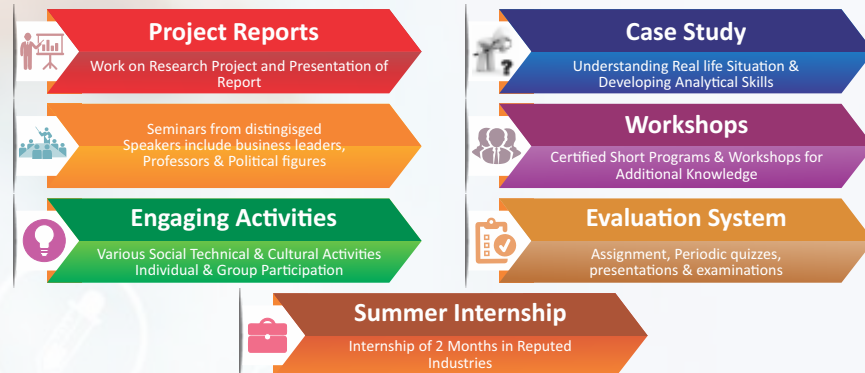 Project Reports
Work on Research Project and Presentation of
Report
Case Study
Understanding Real life Situation &
Developing Analytical Skills
Seminars from distingisged
Speakers include business leaders,
Professors & Political figures
Workshops
Certified Short Programs & Workshops for
Additional Knowledge
Engaging Activities
Various Social Technical & Cultural Activities
Individual & Group Participation
Evaluation System
Assignment, Periodic quizzes,
presentations & examinations
Summer Internship
Internship of 2 Months in Reputed
Industries